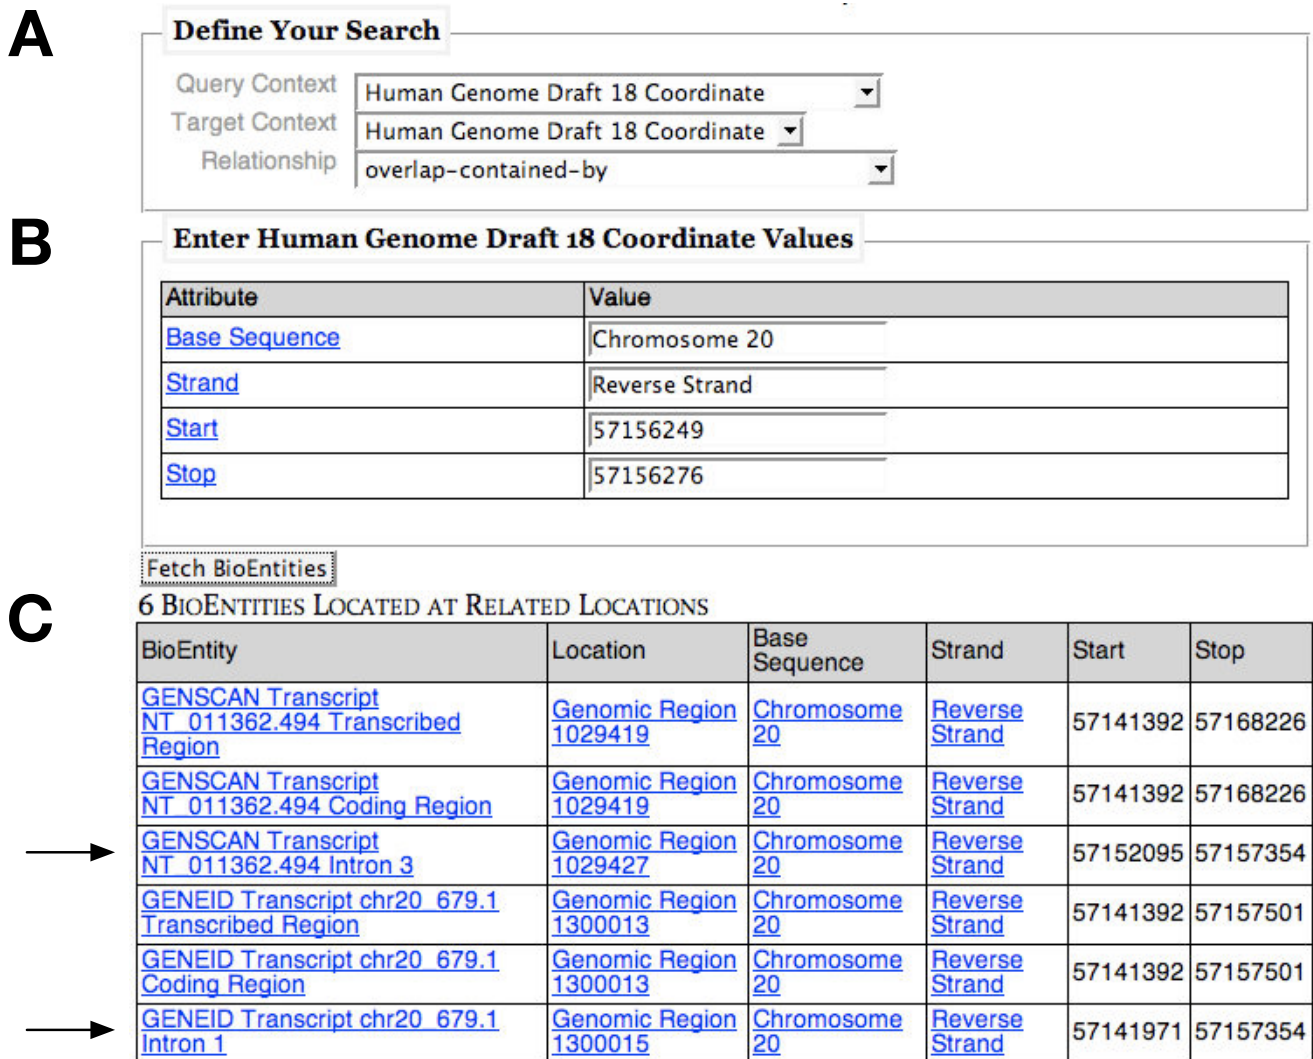 A
Define Your Search
Query Context Human Genome Draft 18 Coordinate
Target Context Human Genome Draft 18 Coordinate
Relationship overlap-contained-by
B
Enter Human Genome Draft 18 Coordinate Values
Attribute Value
Base Sequence Chromosome 20
Strand Reverse Strand
Start 57156249
Stop 57156276
Fetch BioEntities
C
6 BIOENTITIES LOCATED AT RELATED LOCATIONS
BioEntity Location Base Sequence Strand Start Stop
GENSCAN Transcript
NT_011362.494 Transcribed
Region
Genomic Region
1029419
Chromosome
20
Reverse
Strand
57141392 57168226
GENSCAN Transcript
NT_011362.494 Coding Region
Genomic Region
1029419
Chromosome
20
Reverse
Strand
57141392 57168226
GENSCAN Transcript
NT_011362.494 Intron 3
Genomic Region
1029427
Chromosome
20
Reverse
Strand
57152095 57157354
GENEID Transcript chr20_679.1
Transcribed Region
Genomic Region
1300013
Chromosome
20
Reverse
Strand
57141392 57157501
GENEID Transcript chr20_679.1
Coding Region
Genomic Region
1300013
Chromosome
20
Reverse
Strand
57141392 57157501
GENEID Transcript chr20_679.1
Intron 1
Genomic Region
1300015
Chromosome
20
Reverse
Strand
57141971 57157354